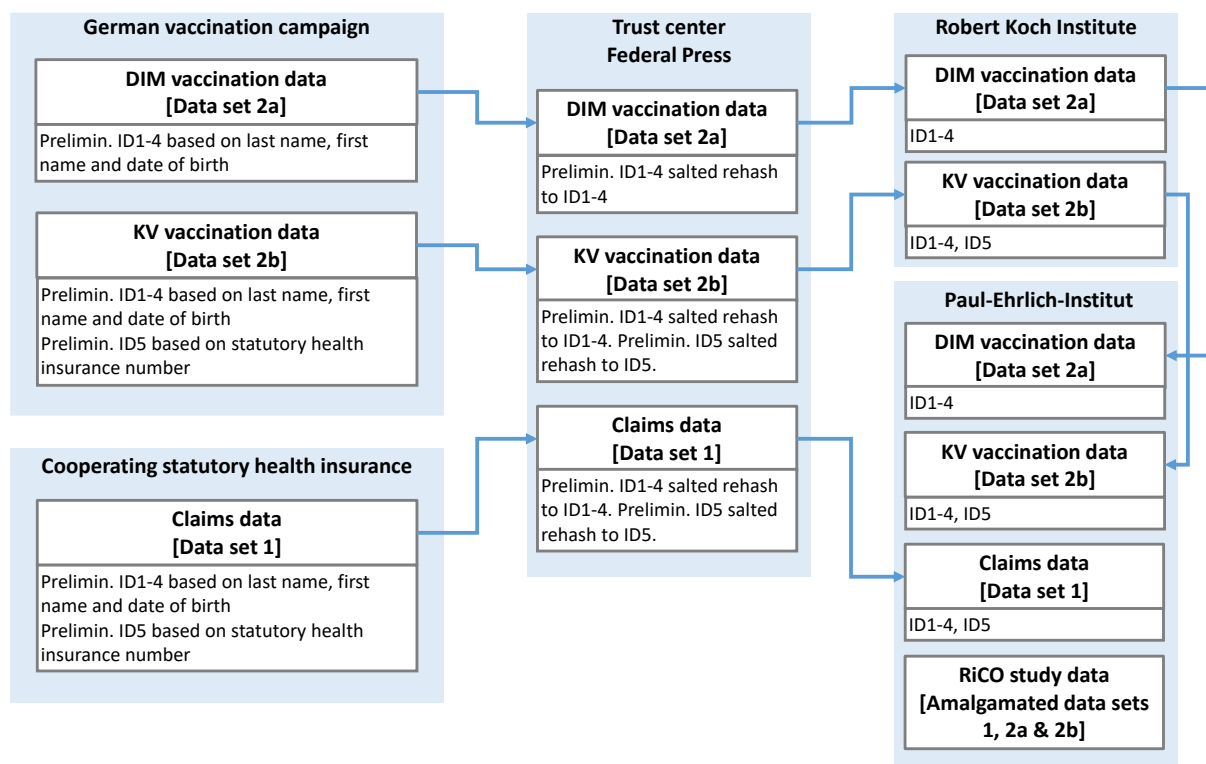 German vaccination campaign
DIM vaccination data
[Data set 2a]
Prelimin. ID1-4 based on last name, first
name and date of birth
KV vaccination data
[Data set 2b]
Prelimin. ID1-4 based on last name, first
name and date of birth
Prelimin. ID5 based on statutory health
insurance number
Cooperating statutory health insurance
Claims data
[Data set 1]
Prelimin. ID1-4 based on last name, first
name and date of birth
Prelimin. ID5 based on statutory health
insurance number
Trust center
Federal Press
DIM vaccination data
[Data set 2a]
Prelimin. ID1-4 salted rehash
to ID1-4
KV vaccination data
[Data set 2b]
Prelimin. ID1-4 salted rehash
to ID1-4. Prelimin. ID5 salted
rehash to ID5.
Claims data
[Data set 1]
Prelimin. ID1-4 salted rehash
to ID1-4. Prelimin. ID5 salted
rehash to ID5.
Robert Koch Institute
DIM vaccination data
[Data set 2a]
ID1-4
KV vaccination data
[Data set 2b]
ID1-4, ID5
Paul-Ehrlich-Institut
DIM vaccination data
[Data set 2a]
ID1-4
KV vaccination data
[Data set 2b]
ID1-4, ID5
Claims data
[Data set 1]
ID1-4, ID5
RiCO study data
[Amalgamated data sets
1, 2a & 2b]